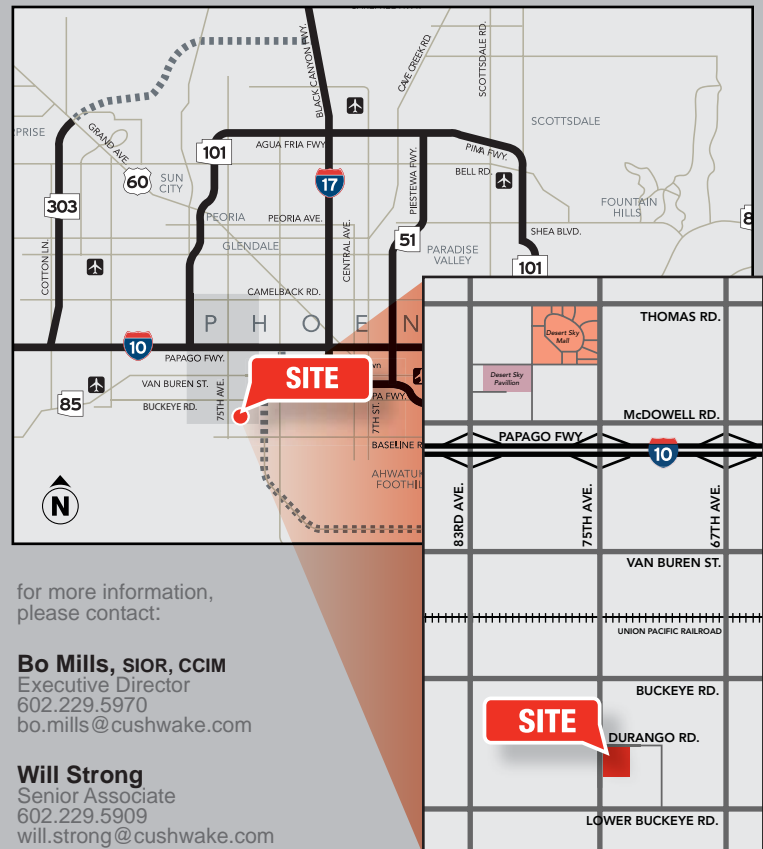 BLACK CANYON FWY.
CAVE CREEK RD
SCOTTSDALE RD.
SCOTTSDALE
GRAND AVE.
101
AGUA FRIA FWY.
PIMA FWY.
BELL RD.
60
SUN
CITY
17
PIESTEWA FWY.
303
PEORIA
PEORIA AVE.
FOUNTAIN
HILLS
SHEA BLVD.
51
GLENDALE
CENTRAL AVE.
PARADISE
VALLEY
101
COTTON LN.
CAMELBACK RD.
P H O E N
10
PAPAGO FWY.
SITE
VAN BUREN ST.
85
BUCKEYE RD.
75TH AVE.
7TH ST.
BASELINE R
AHWATUK
FOOTHIL
N
THOMAS RD.
Desert Sky
Mall
Desert Sky
Pavillion
McDOWELL RD.
PAPAGO FWY
10
83RD AVE.
75TH AVE.
67TH AVE.
VAN BUREN ST.
UNION PACIFIC RAILROAD
BUCKEYE RD.
SITE
DURANGO RD.
LOWER BUCKEYE RD.
for more information,
please contact:
Bo Mills, SIOR, CCIM
Executive Director
602.229.5970
bo.mills@cushwake.com
Will Strong
Senior Associate
602.229.5909
will.strong@cushwake.com